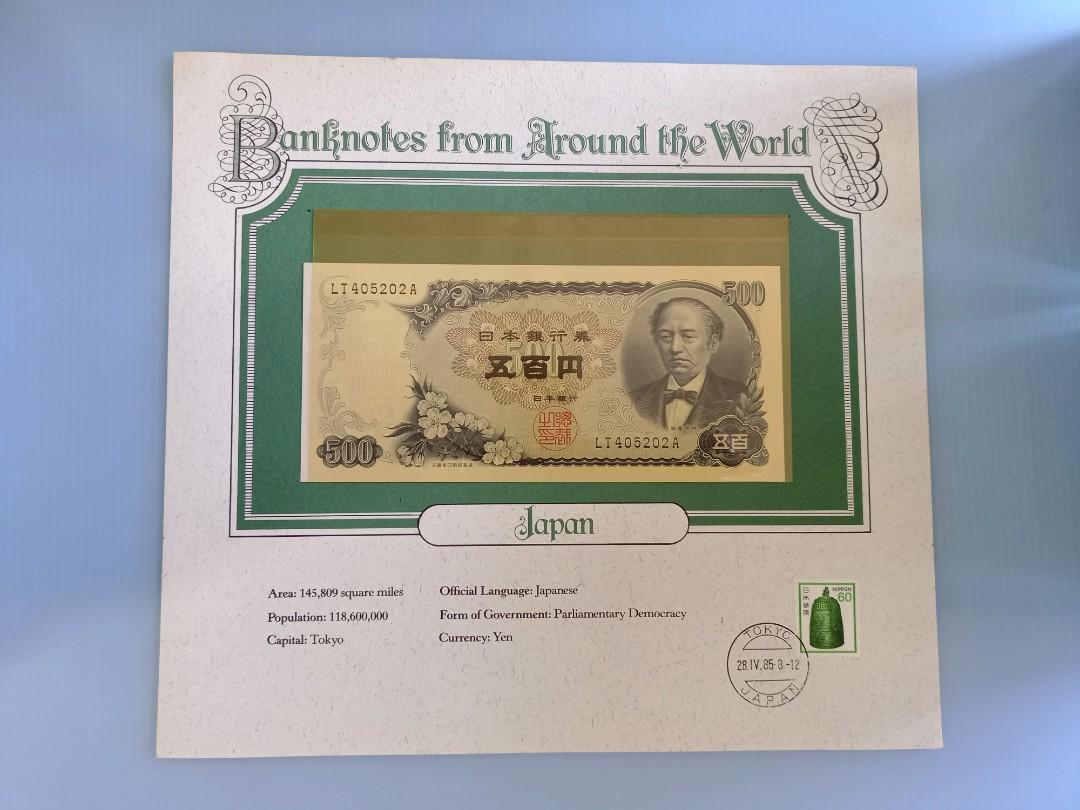 Banknotes from Around the World
LT405202A
500
日本銀行券
五百円
日本銀行
LT405202A
500
五百
Japan
Area: 145,809 square miles
Population: 118,600,000
Capital: Tokyo
Official Language: Japanese
Form of Government: Parliamentary Democracy
Currency: Yen
日本郵便
NIPPON
60
TOKYO
28.IV.85·8-12
JAPAN